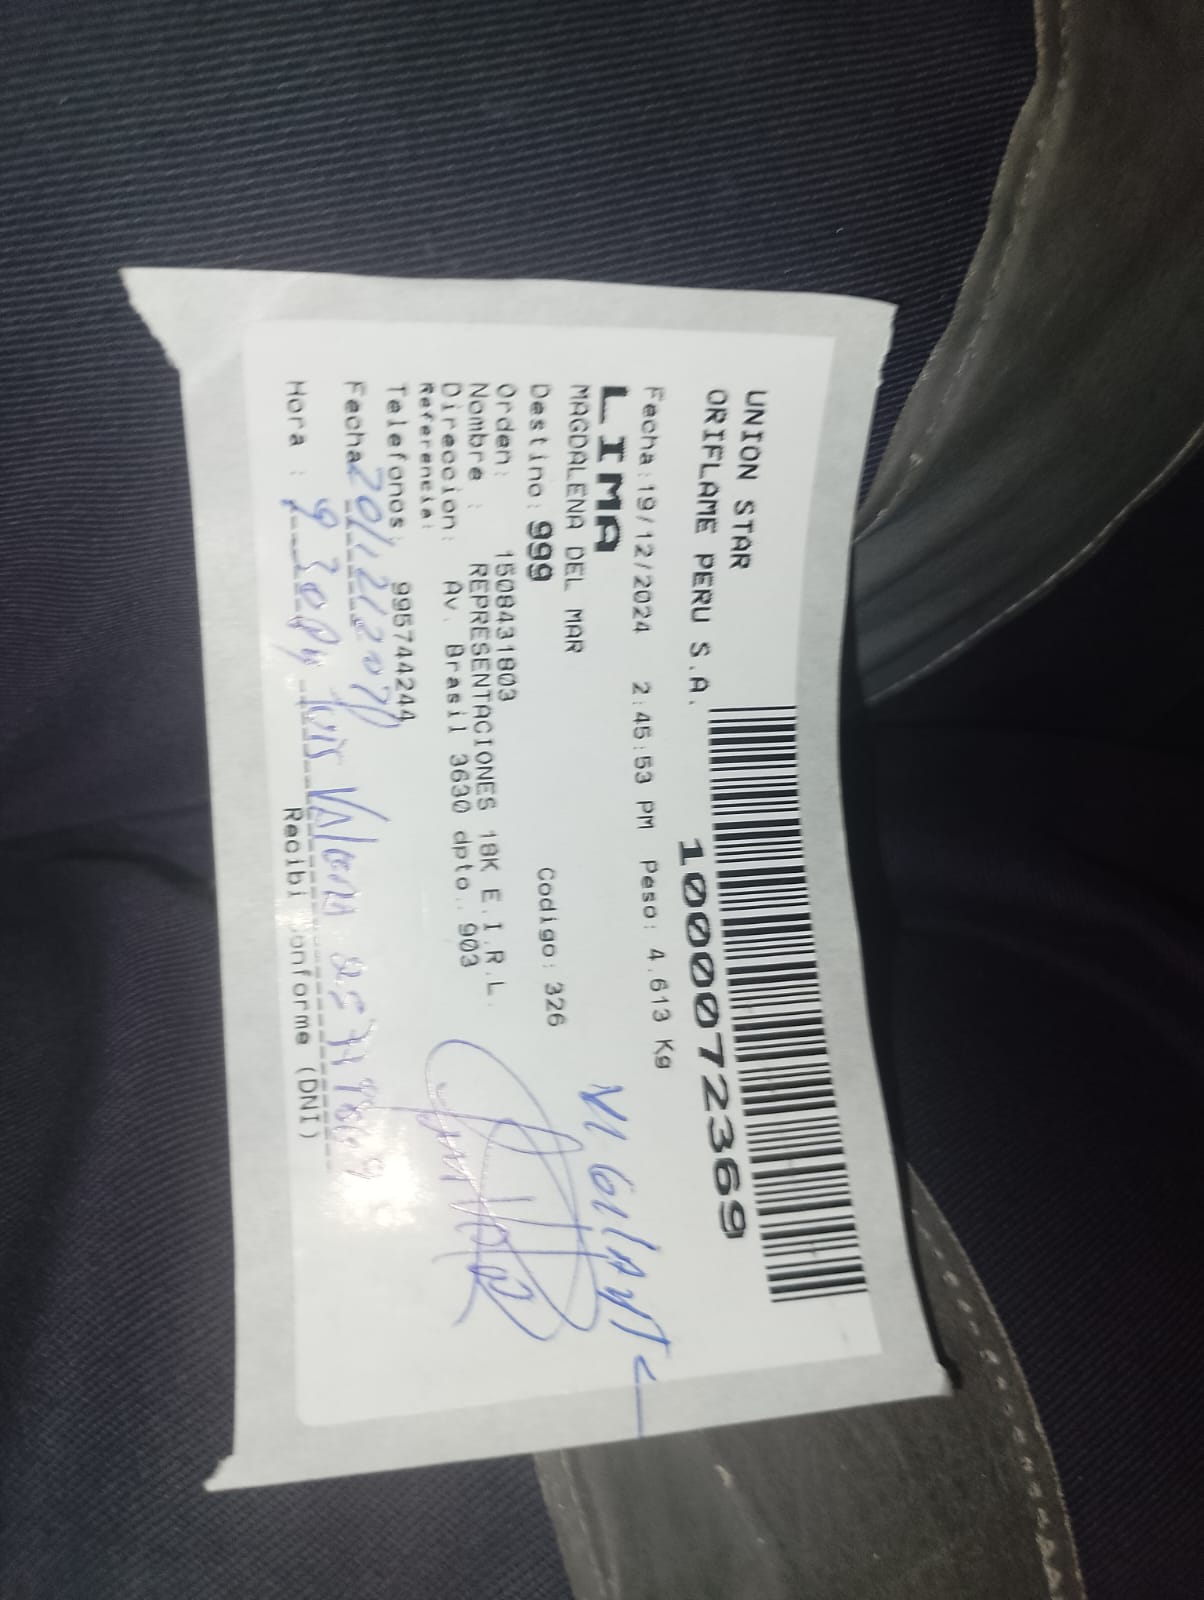 UNION STAR
ORIFLAME PERU S.A.
1000072369
Fecha:19/12/2024 2:45:53 PM Peso: 4.613 Kg
LIMA
MAGDALENA DEL MAR
Destino:999 Codigo:326
Orden: 1508431803
Nombre : REPRESENTACIONES 18K E.I.R.L.
Direccion: Av. Brasil 3630 dpto.. 903
Referencia:
Telefonos: 995744244
Fecha
Hora :
Recibi conforme (DNI)